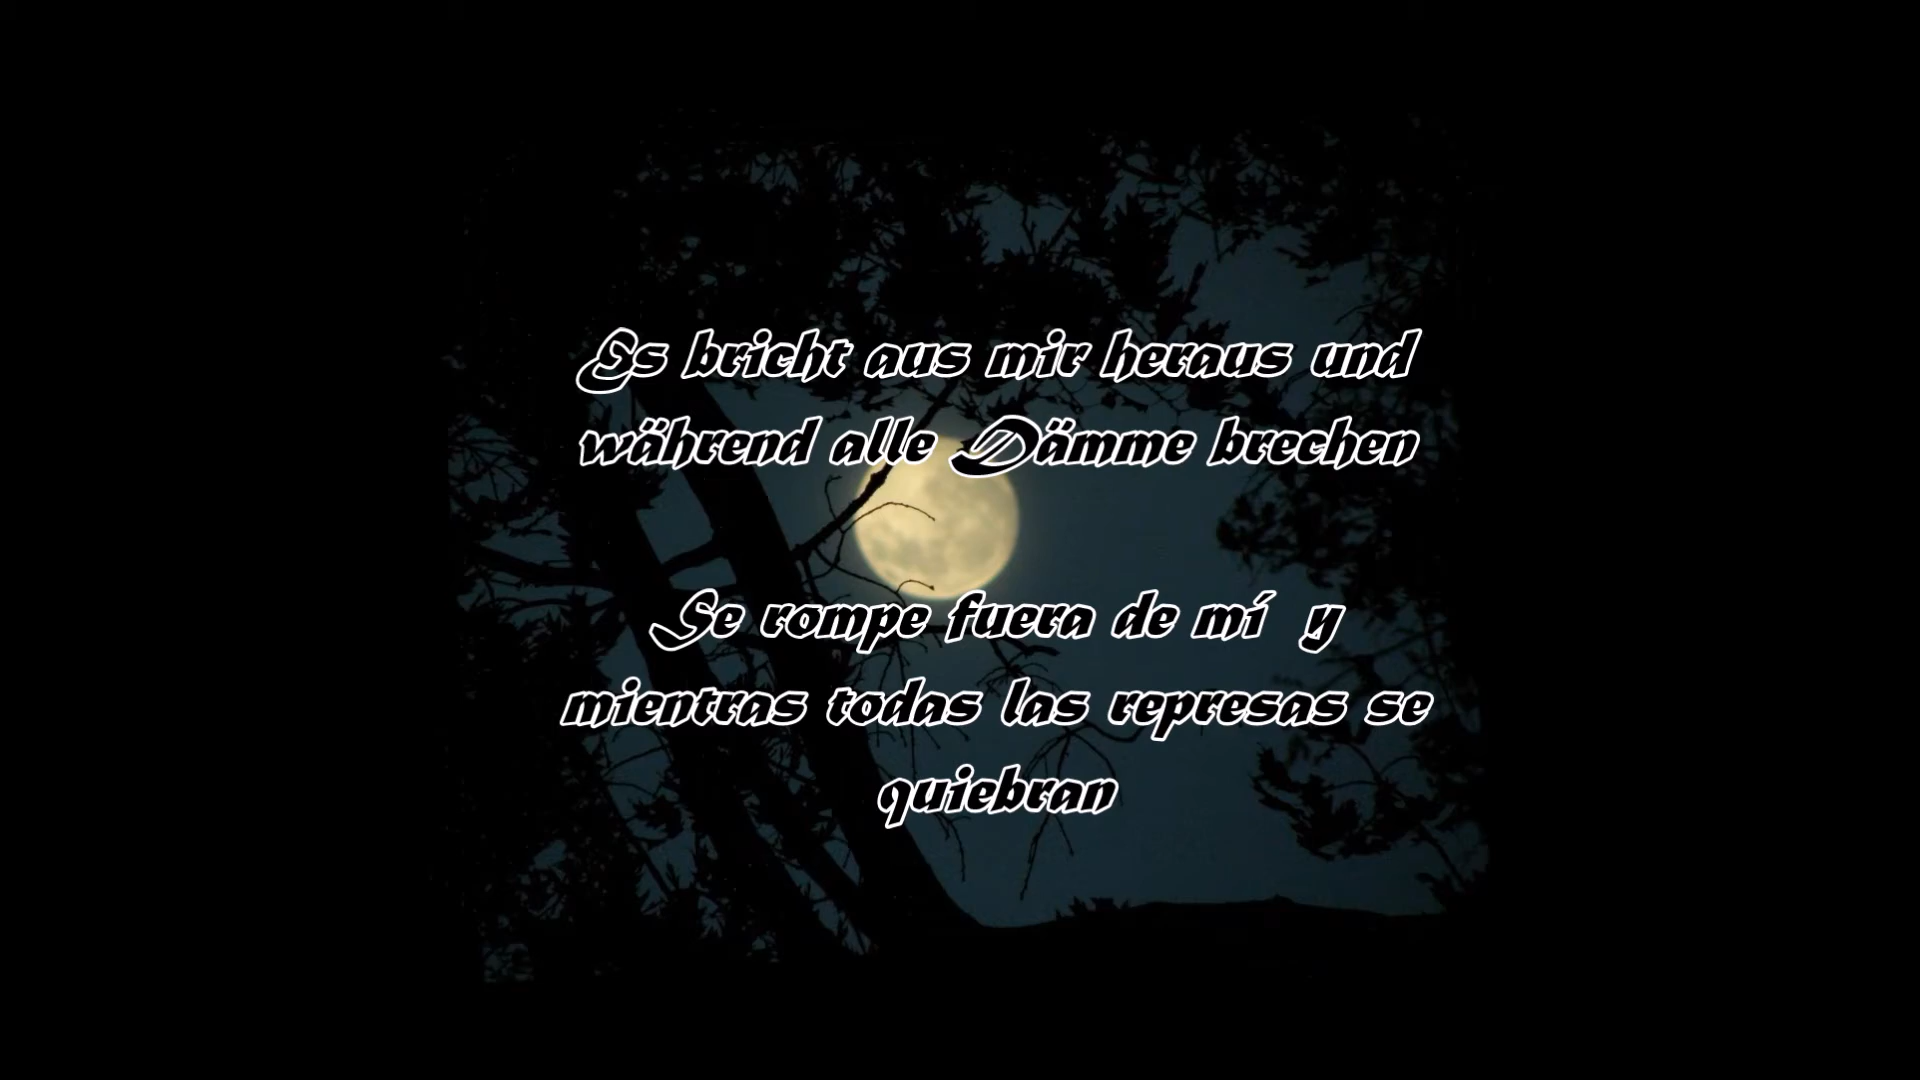 Es bricht aus mir heraus und
während alle Dämme brechen
Se rompe fuera de mí y
mientras todas las represas se
quiebran